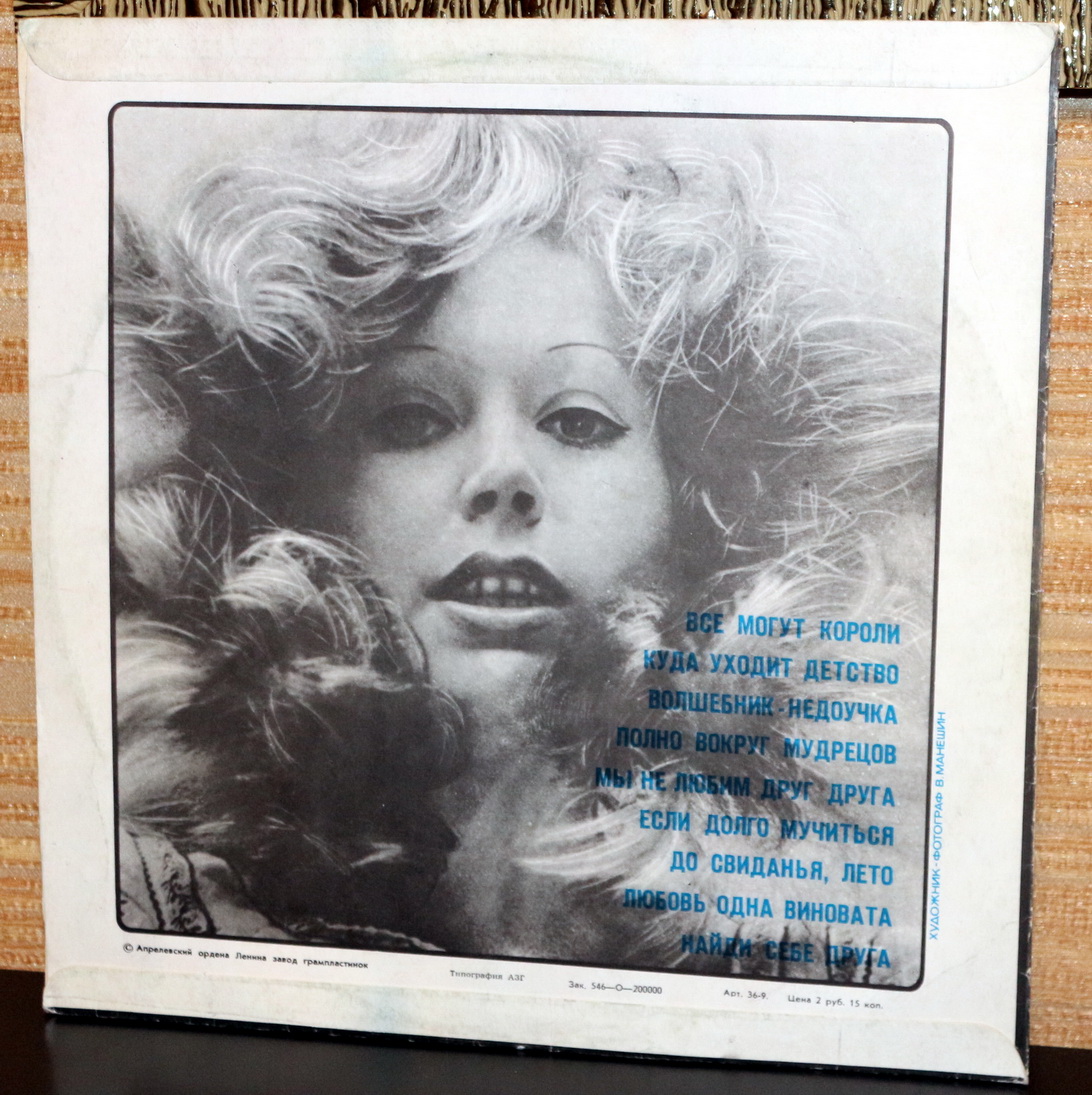 ВСЕ МОГУТ КОРОЛИ
КУДА УХОДИТ ДЕТСТВО
ВОЛШЕБНИК-НЕДОУЧКА
ПОЛНО ВОКРУГ МУДРЕЦОВ
МЫ НЕ ЛЮБИМ ДРУГ ДРУГА
ЕСЛИ ДОЛГО МУЧИТЬСЯ
ДО СВИДАНЬЯ, ЛЕТО
ЛЮБОВЬ ОДНА ВИНОВАТА
НАЙДИ СЕБЕ ДРУГА
ХУДОЖНИК-ФОТОГРАФ В МАНЕШИН
© Апрелевский ордена Ленина завод грампластинок
Типография АЗГ
Зак. 546—О—200000
Арт. 36-9.
Цена 2 руб. 15 коп.